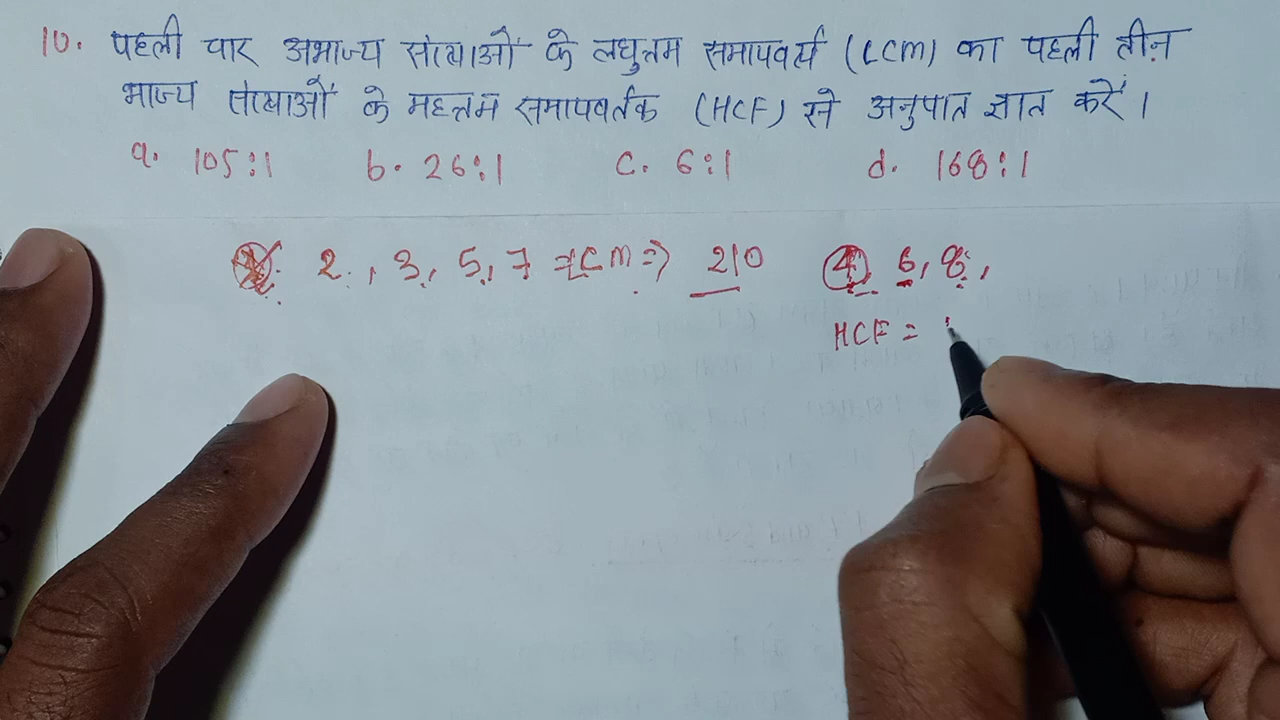 10. पहली चार अभाज्य संख्याओं के लघुत्तम समापवर्त्य (LCM) का पहली तीन
भाज्य संख्याओं के महत्तम समापवर्तक (HCF) से अनुपात ज्ञात करें।
a. 105:1 b. 26:1 c. 6:1 d. 168:1
2, 3, 5, 7 = LCM => 210 4, 6, 8,
HCF =